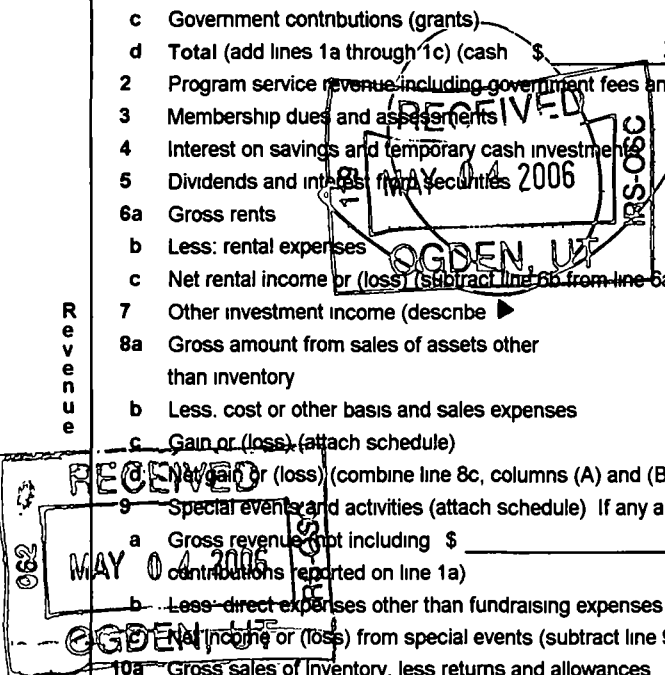 c Government contributions (grants)
d Total (add lines 1a through 1c) (cash $
2 Program service revenue including government fees an
3 Membership dues and assessments
4 Interest on savings and temporary cash investments
5 Dividends and interest from securities
6a Gross rents
b Less: rental expenses
c Net rental income or (loss) (subtract line 6b from line 6a
RECEIVED
119
MAY 04 2006
IRS-OSC
OGDEN, UT
Revenue
7 Other investment income (describe ▶
8a Gross amount from sales of assets other
than inventory
b Less. cost or other basis and sales expenses
c Gain or (loss) (attach schedule)
d Net gain or (loss) (combine line 8c, columns (A) and (B
9 Special events and activities (attach schedule) If any a
a Gross revenue (not including $
contributions reported on line 1a)
b Less: direct expenses other than fundraising expenses
c Net income or (loss) from special events (subtract line 9
10a Gross sales of inventory, less returns and allowances
RECEIVED
062
MAY 04 2006
IRS-OSC
OGDEN, UT